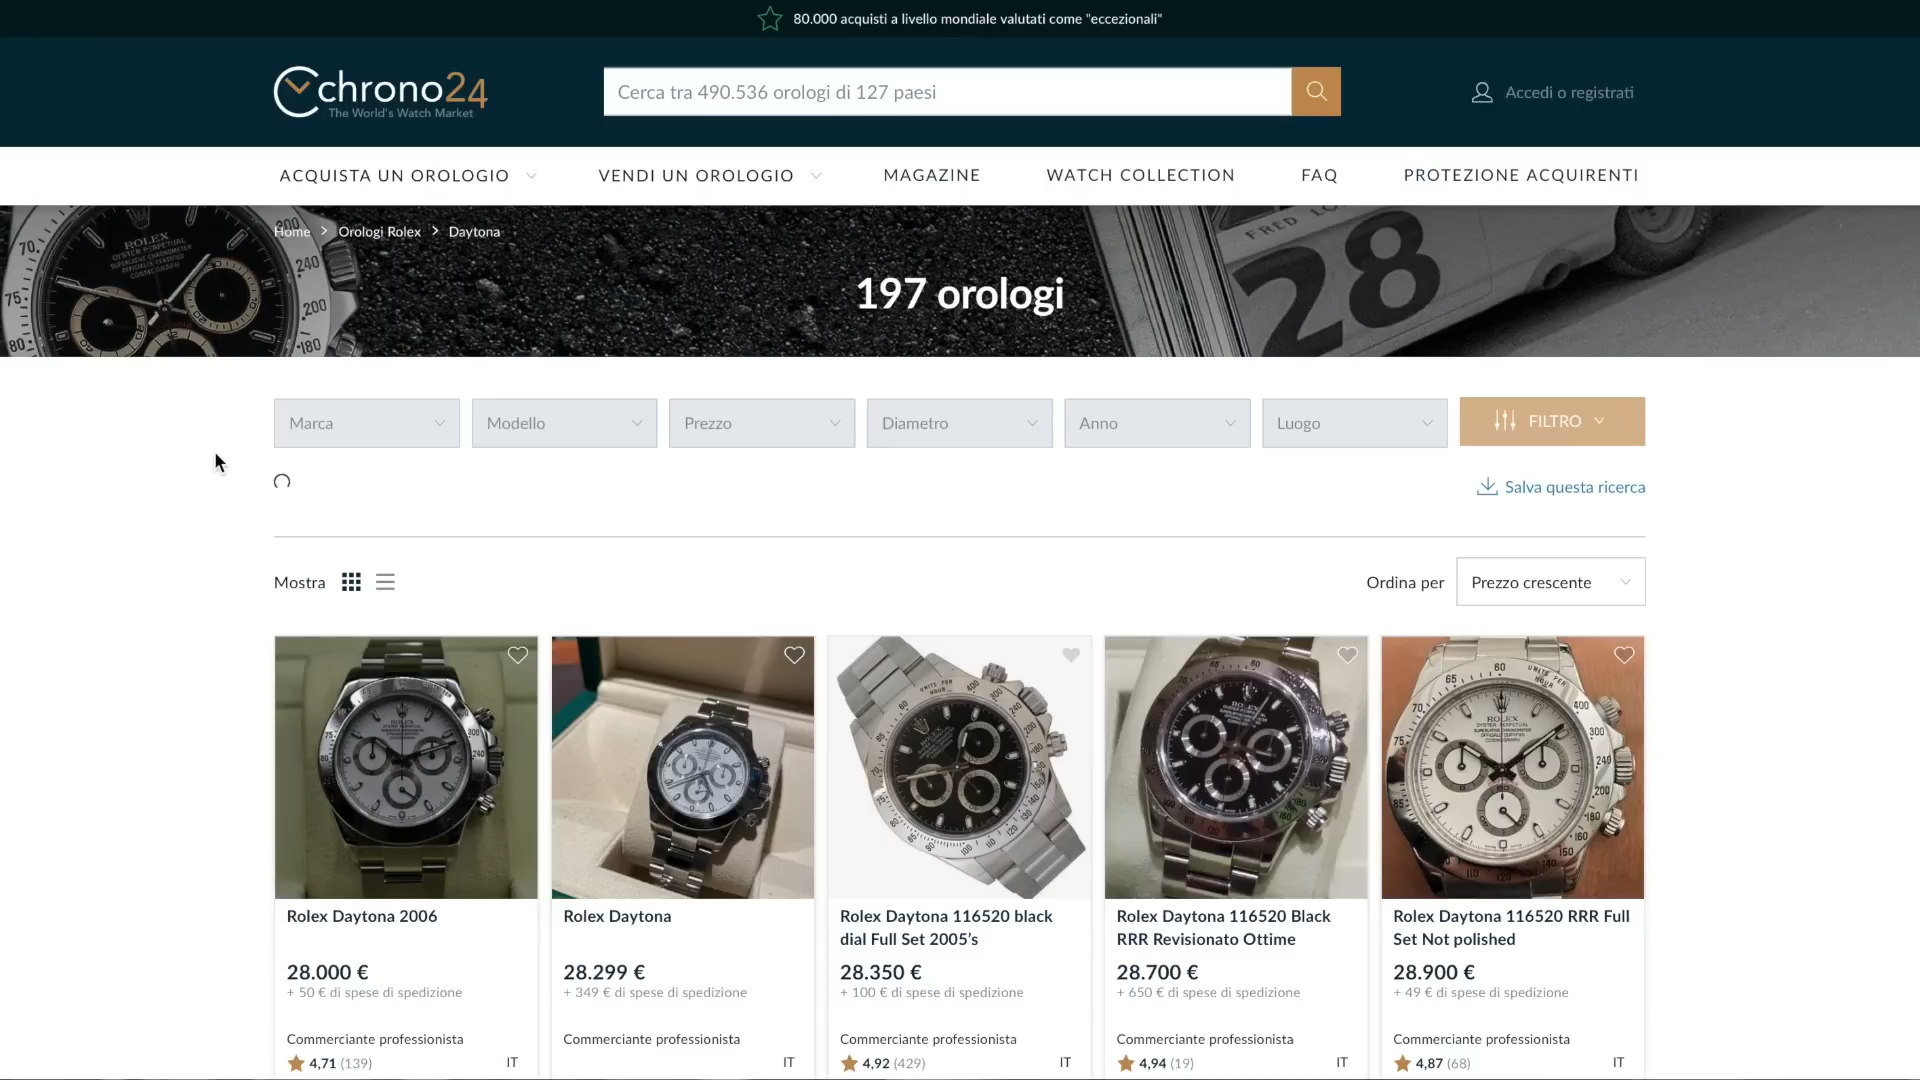 80.000 acquisti a livello mondiale valutati come "eccezionali"
chrono24
The World's Watch Market
Cerca tra 490.536 orologi di 127 paesi
Accedi o registrati
ACQUISTA UN OROLOGIO
VENDI UN OROLOGIO
MAGAZINE
WATCH COLLECTION
FAQ
PROTEZIONE ACQUIRENTI
Home > Orologi Rolex > Daytona
ROLEX
28
197 orologi
Marca
Modello
Prezzo
Diametro
Anno
Luogo
FILTRO
Salva questa ricerca
Mostra
Ordina per
Prezzo crescente
Rolex Daytona 2006
28.000 €
+ 50 € di spese di spedizione
Commerciante professionista
4,71 (139)
IT
Rolex Daytona
28.299 €
+ 349 € di spese di spedizione
Commerciante professionista
IT
Rolex Daytona 116520 black
dial Full Set 2005's
28.350 €
+ 100 € di spese di spedizione
Commerciante professionista
4,92 (429)
IT
Rolex Daytona 116520 Black
RRR Revisionato Ottime
28.700 €
+ 650 € di spese di spedizione
Commerciante professionista
4,94 (19)
IT
Rolex Daytona 116520 RRR Full
Set Not polished
28.900 €
+ 49 € di spese di spedizione
Commerciante professionista
4,87 (68)
IT